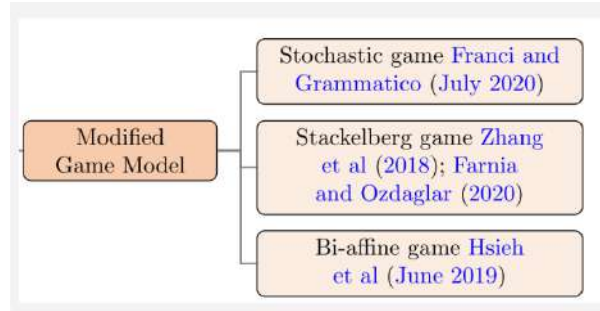 Stochastic game Franci and
Grammatico (July 2020)
Modified
Game Model
Stackelberg game Zhang
et al (2018); Farnia
and Ozdaglar (2020)
Bi-affine game Hsieh
et al (June 2019)